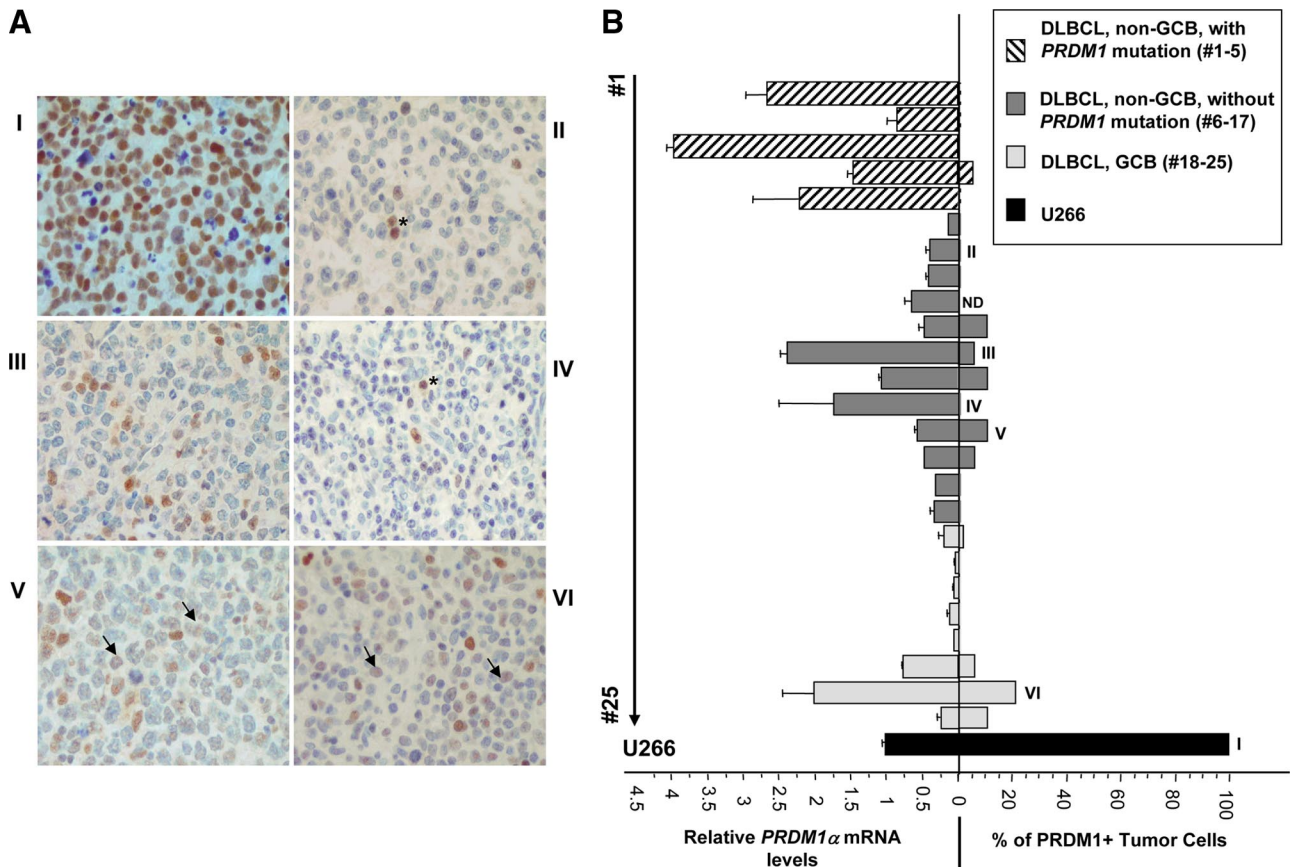 A
B
I
II
III
IV
V
VI
*
*
#1
#25
DLBCL, non-GCB, with
PRDM1 mutation (#1-5)
DLBCL, non-GCB, without
PRDM1 mutation (#6-17)
DLBCL, GCB (#18-25)
U266
II
ND
III
IV
V
VI
I
U266
4.5 4 3.5 3 2.5 2 1.5 1 0.5 0 20 40 60 80 100
Relative PRDM1α mRNA
levels
% of PRDM1+ Tumor Cells